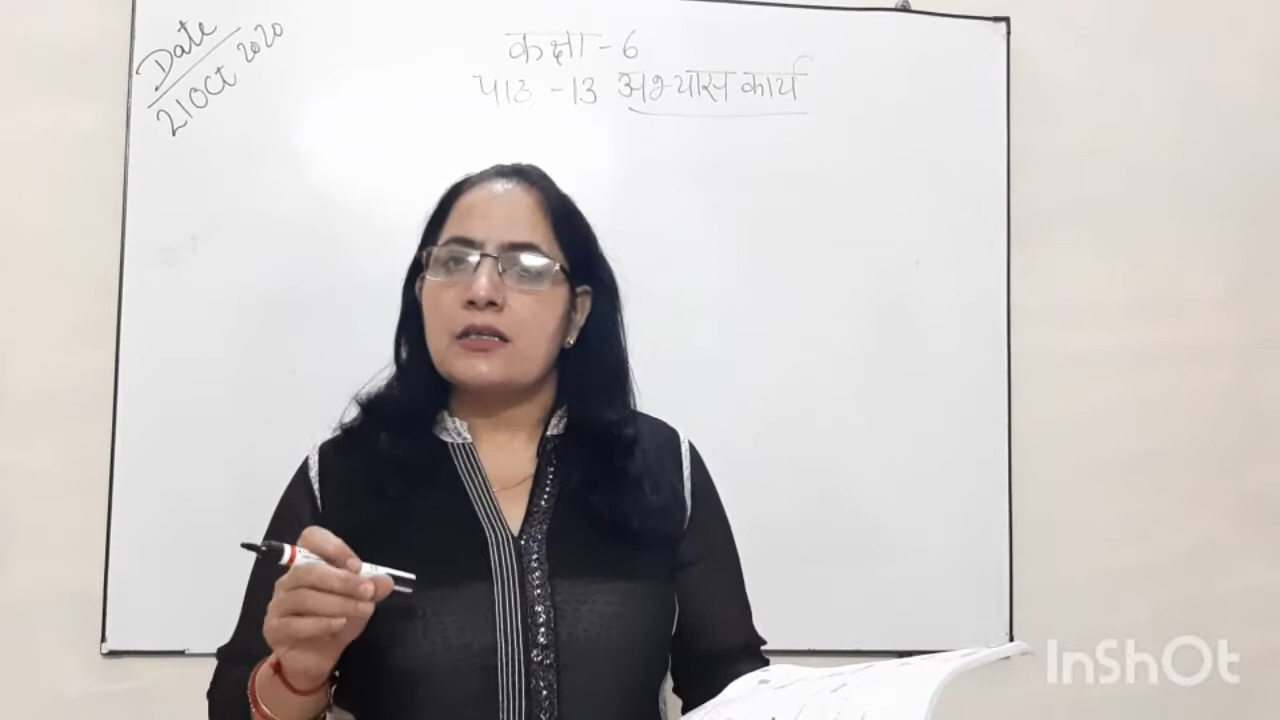 Date
21 Oct 2020
कक्षा - 6
पाठ - 13 अभ्यास कार्य
InShOt